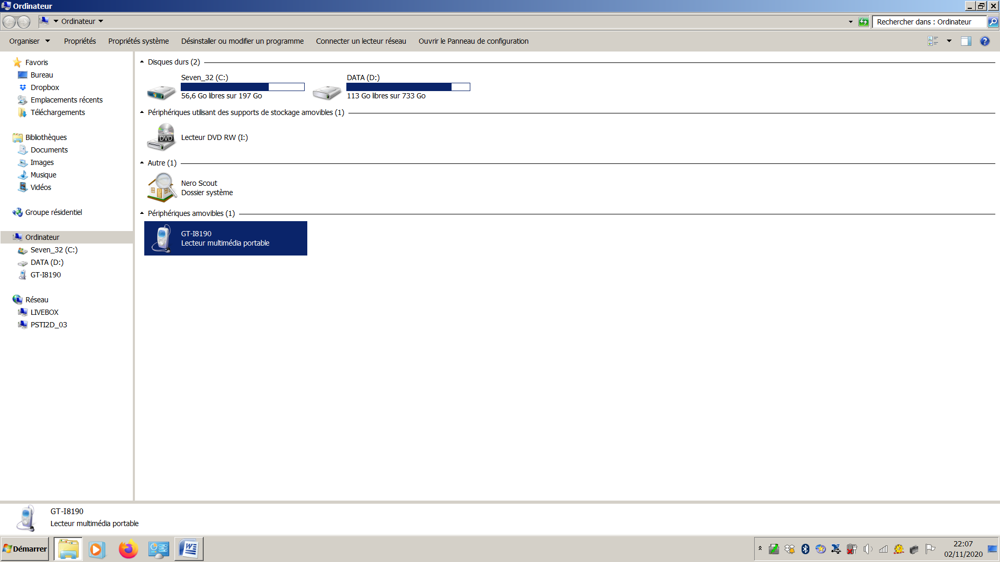 Ordinateur
Ordinateur
Rechercher dans : Ordinateur
Organiser Propriétés Propriétés système Désinstaller ou modifier un programme Connecter un lecteur réseau Ouvrir le Panneau de configuration
Favoris
Bureau
Dropbox
Emplacements récents
Téléchargements
Bibliothèques
Documents
Images
Musique
Vidéos
Groupe résidentiel
Ordinateur
Seven_32 (C:)
DATA (D:)
GT-I8190
Réseau
LIVEBOX
PSTI2D_03
Disques durs (2)
Seven_32 (C:)
56,6 Go libres sur 197 Go
DATA (D:)
113 Go libres sur 733 Go
Périphériques utilisant des supports de stockage amovibles (1)
DVD
Lecteur DVD RW (I:)
Autre (1)
Nero Scout
Dossier système
Périphériques amovibles (1)
GT-I8190
Lecteur multimédia portable
GT-I8190
Lecteur multimédia portable
Démarrer
22:07
02/11/2020